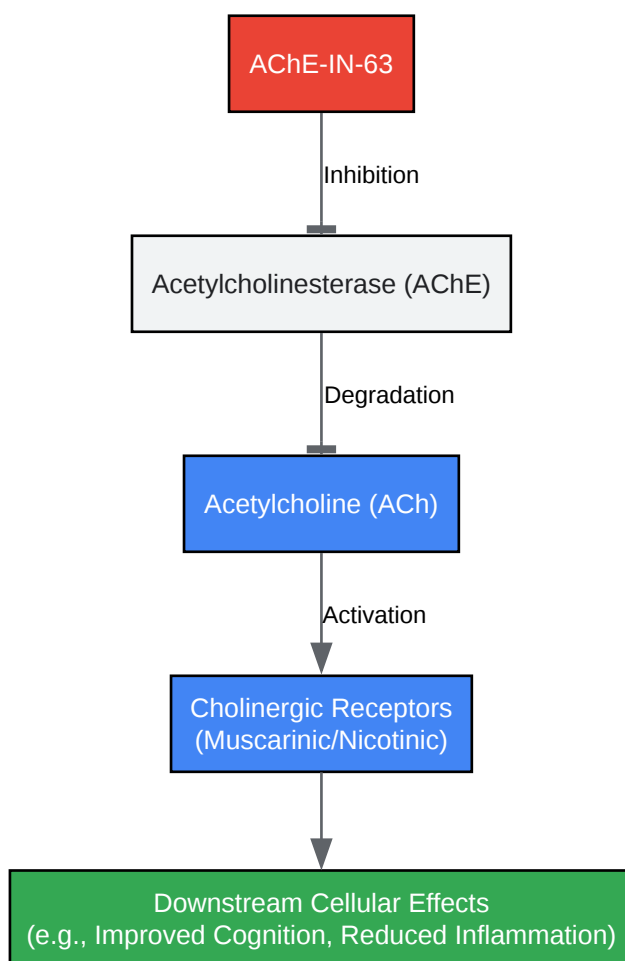 AChE-IN-63
Inhibition
Acetylcholinesterase (AChE)
Degradation
Acetylcholine (ACh)
Activation
Cholinergic Receptors
(Muscarinic/Nicotinic)
Downstream Cellular Effects
(e.g., Improved Cognition, Reduced Inflammation)